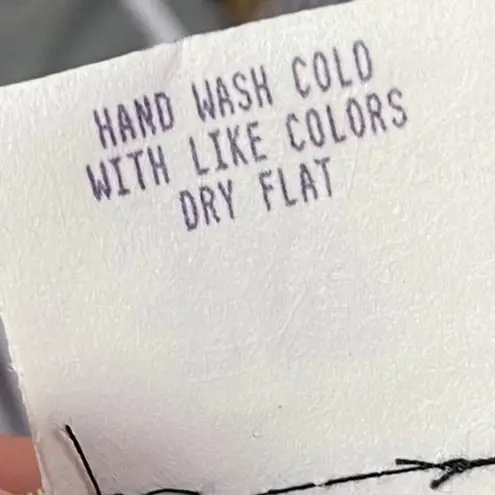 HAND WASH COLD
WITH LIKE COLORS
DRY FLAT